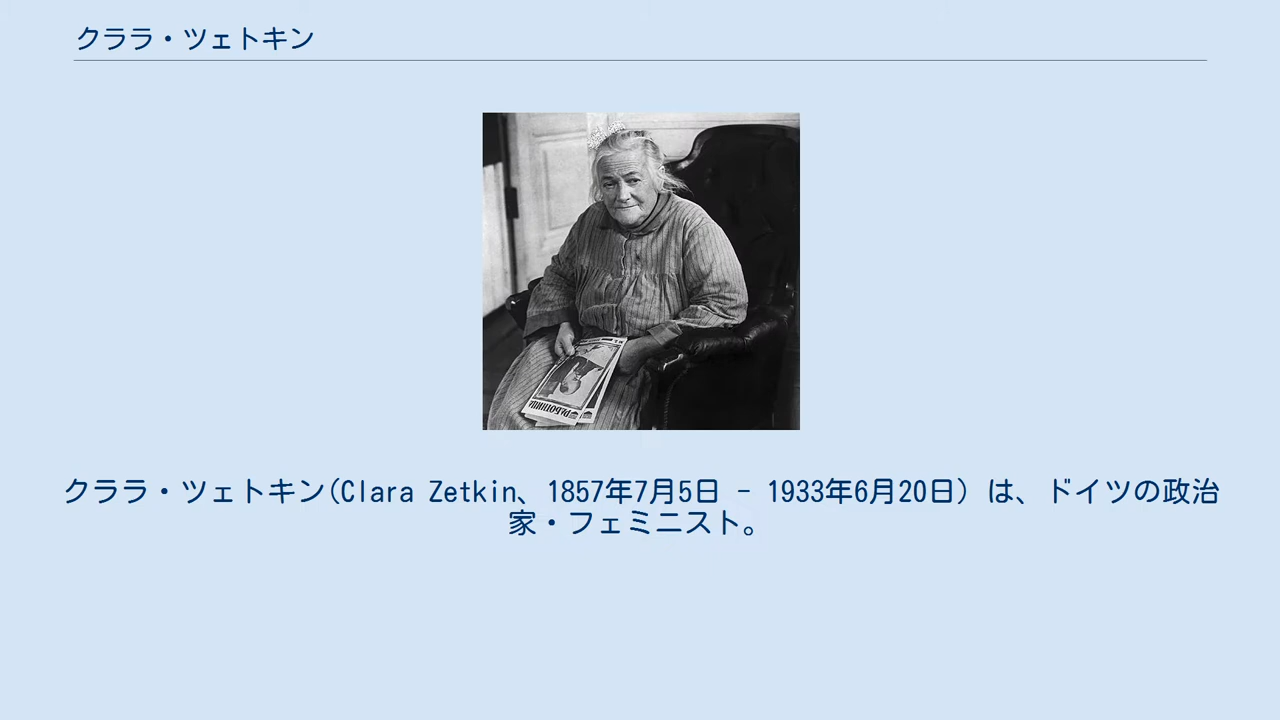 クララ・ツェトキン
РАБОТНИЦА
クララ・ツェトキン(Clara Zetkin、1857年7月5日 - 1933年6月20日) は、ドイツの政治
家・フェミニスト。